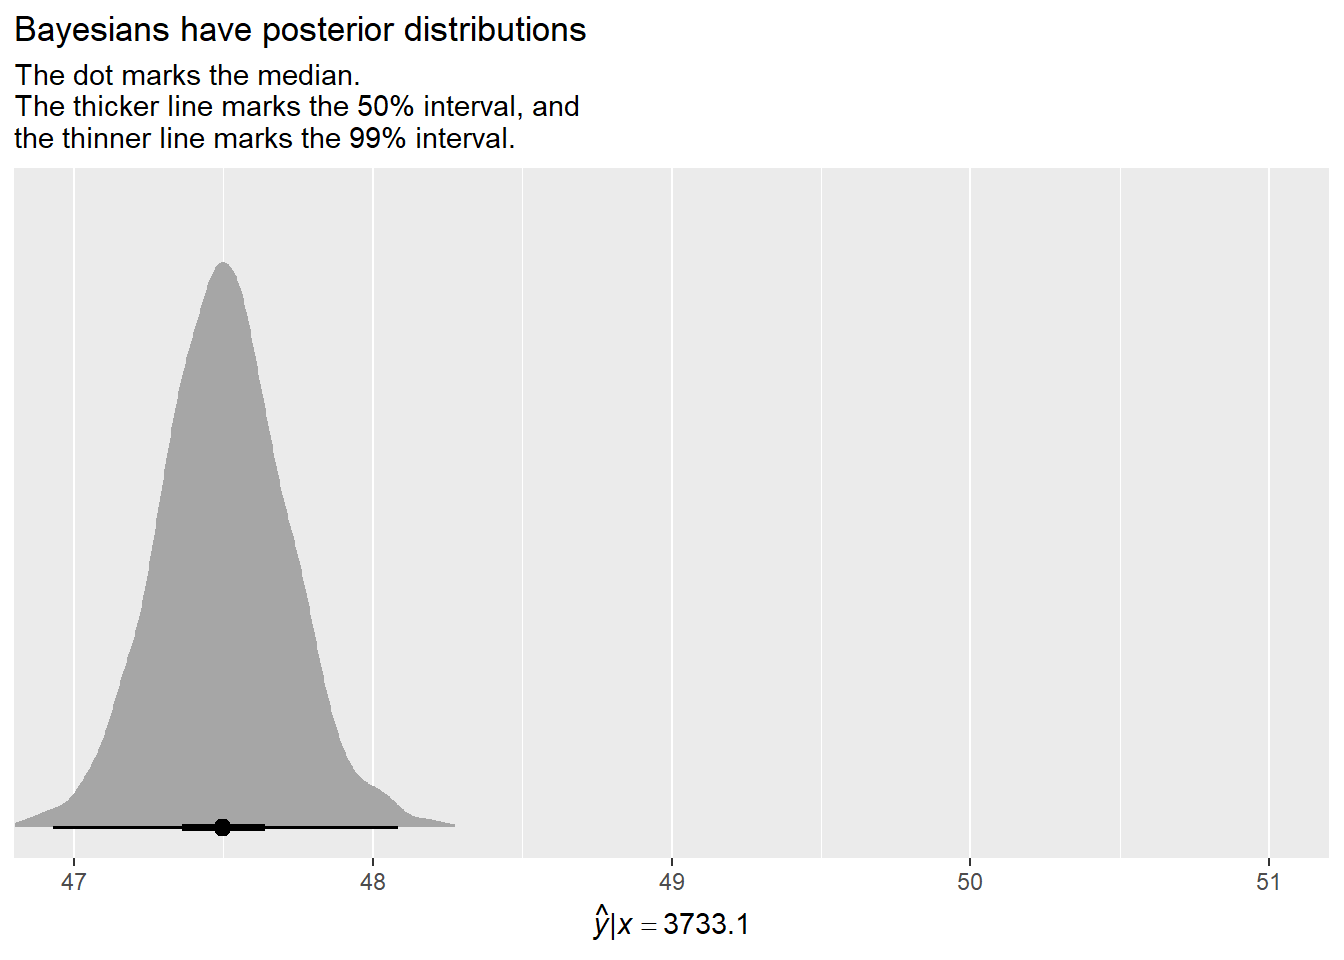 Bayesians have posterior distributions
The dot marks the median.
The thicker line marks the 50% interval, and
the thinner line marks the 99% interval.
47 48 49 50 51
ŷ|x = 3733.1